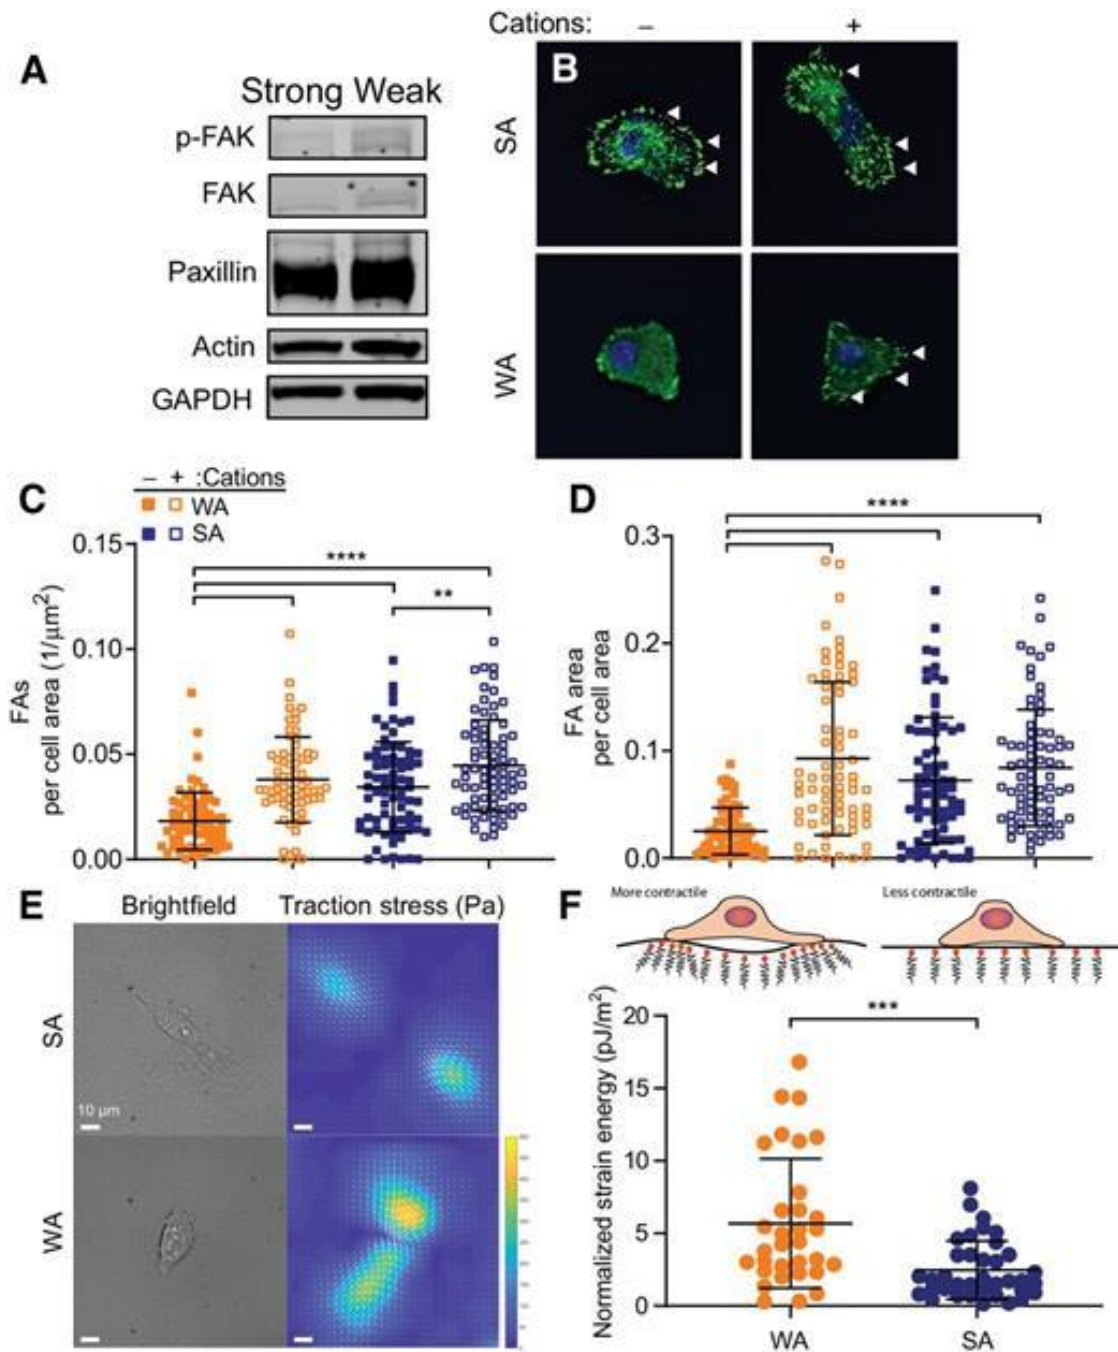 Cations: – +
A
Strong Weak
p-FAK
FAK
Paxillin
Actin
GAPDH
B
SA
WA
C
– + :Cations
WA
SA
FAs
per cell area (1/μm²)
0.15
0.10
0.05
0.00
****
**
D
FA area
per cell area
0.3
0.2
0.1
0.0
****
E
Brightfield Traction stress (Pa)
SA
10 μm
WA
F
More contractile
Less contractile
Normalized strain energy (pJ/m²)
20
15
10
5
0
***
WA SA